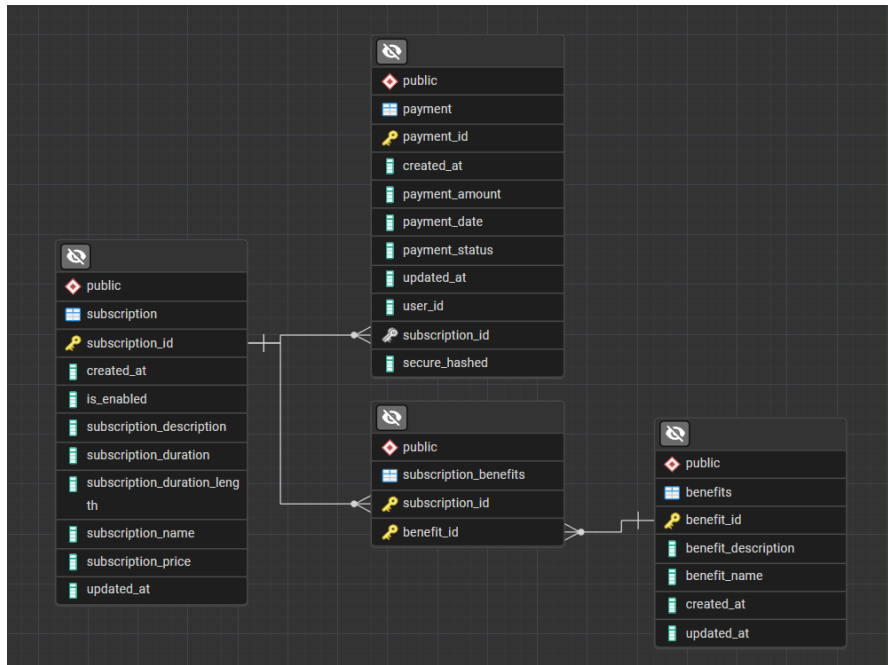 public
payment
payment_id
created_at
payment_amount
payment_date
payment_status
updated_at
user_id
subscription_id
secure_hashed
public
subscription
subscription_id
created_at
is_enabled
subscription_description
subscription_duration
subscription_duration_leng
th
subscription_name
subscription_price
updated_at
public
subscription_benefits
subscription_id
benefit_id
public
benefits
benefit_id
benefit_description
benefit_name
created_at
updated_at